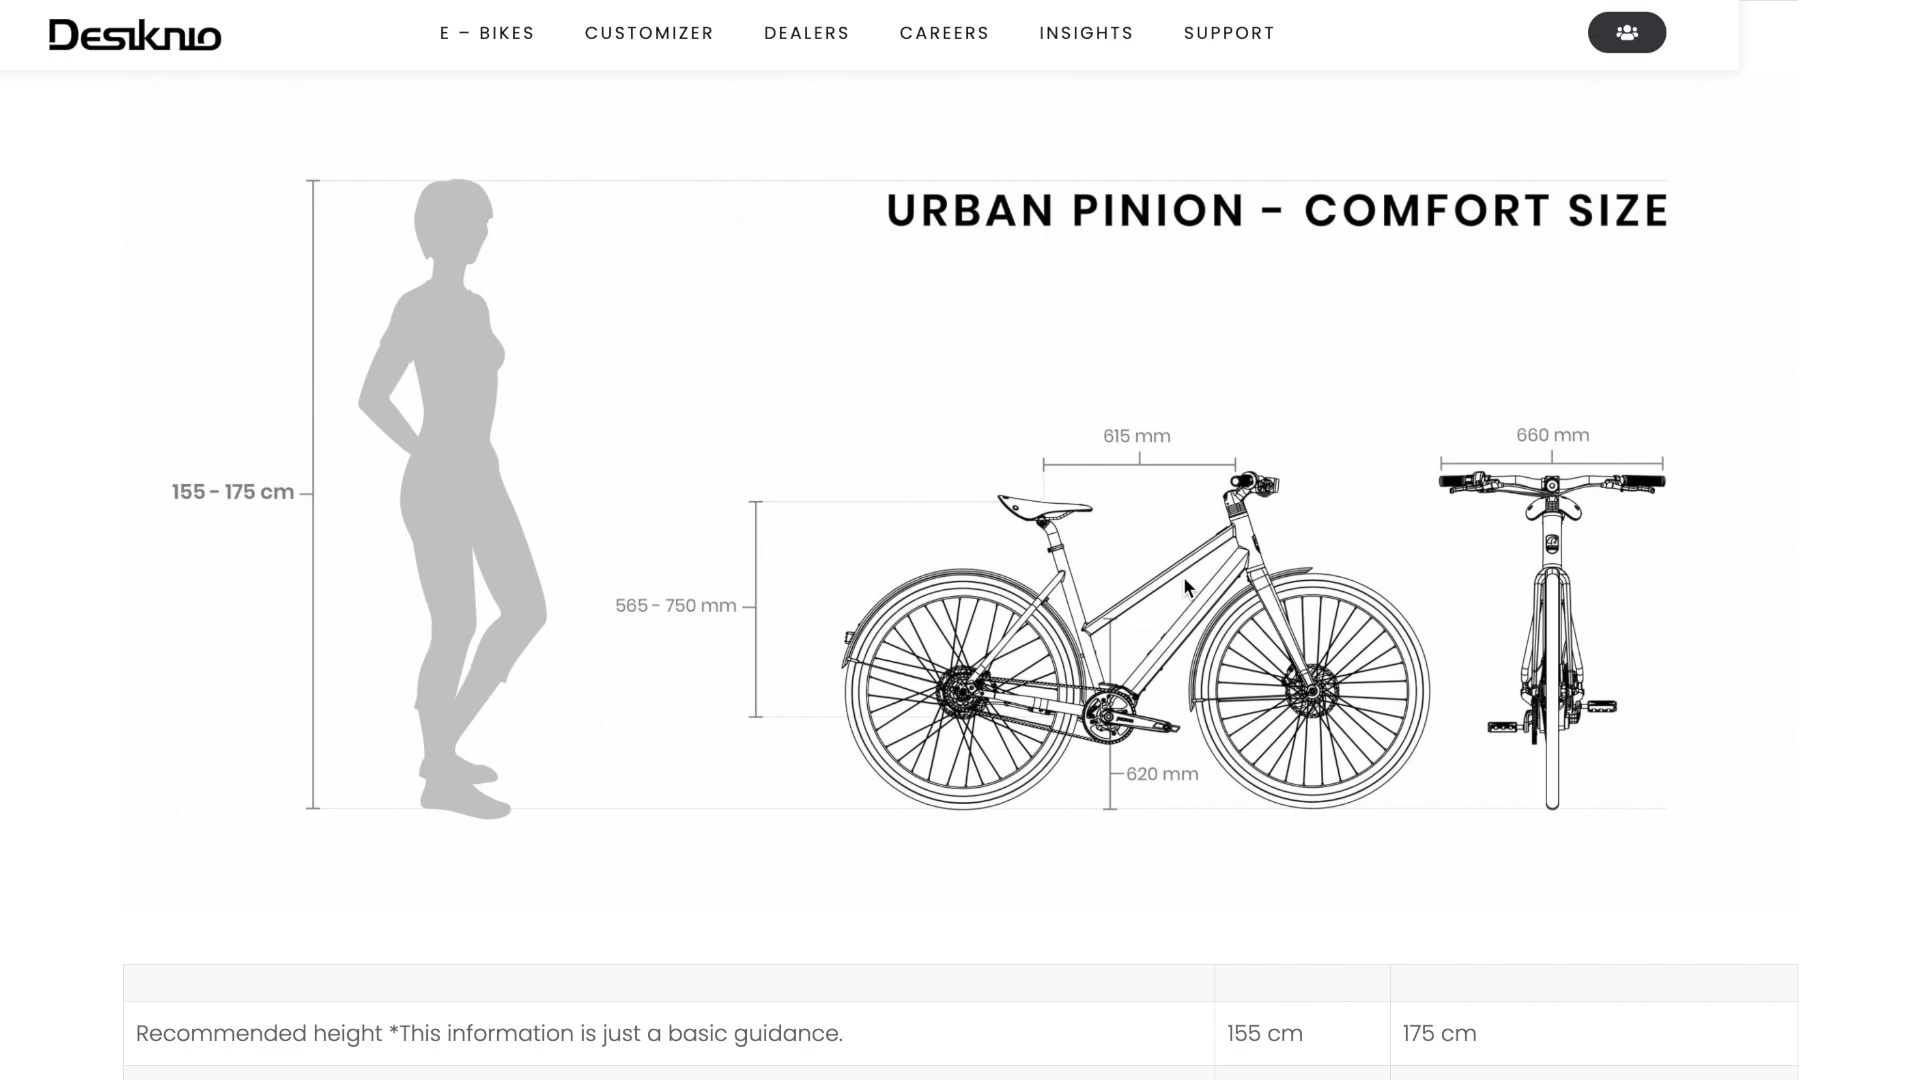 Desiknio
E – BIKES CUSTOMIZER DEALERS CAREERS INSIGHTS SUPPORT
URBAN PINION - COMFORT SIZE
615 mm
660 mm
155 - 175 cm
565 - 750 mm
620 mm
Recommended height *This information is just a basic guidance. 155 cm 175 cm